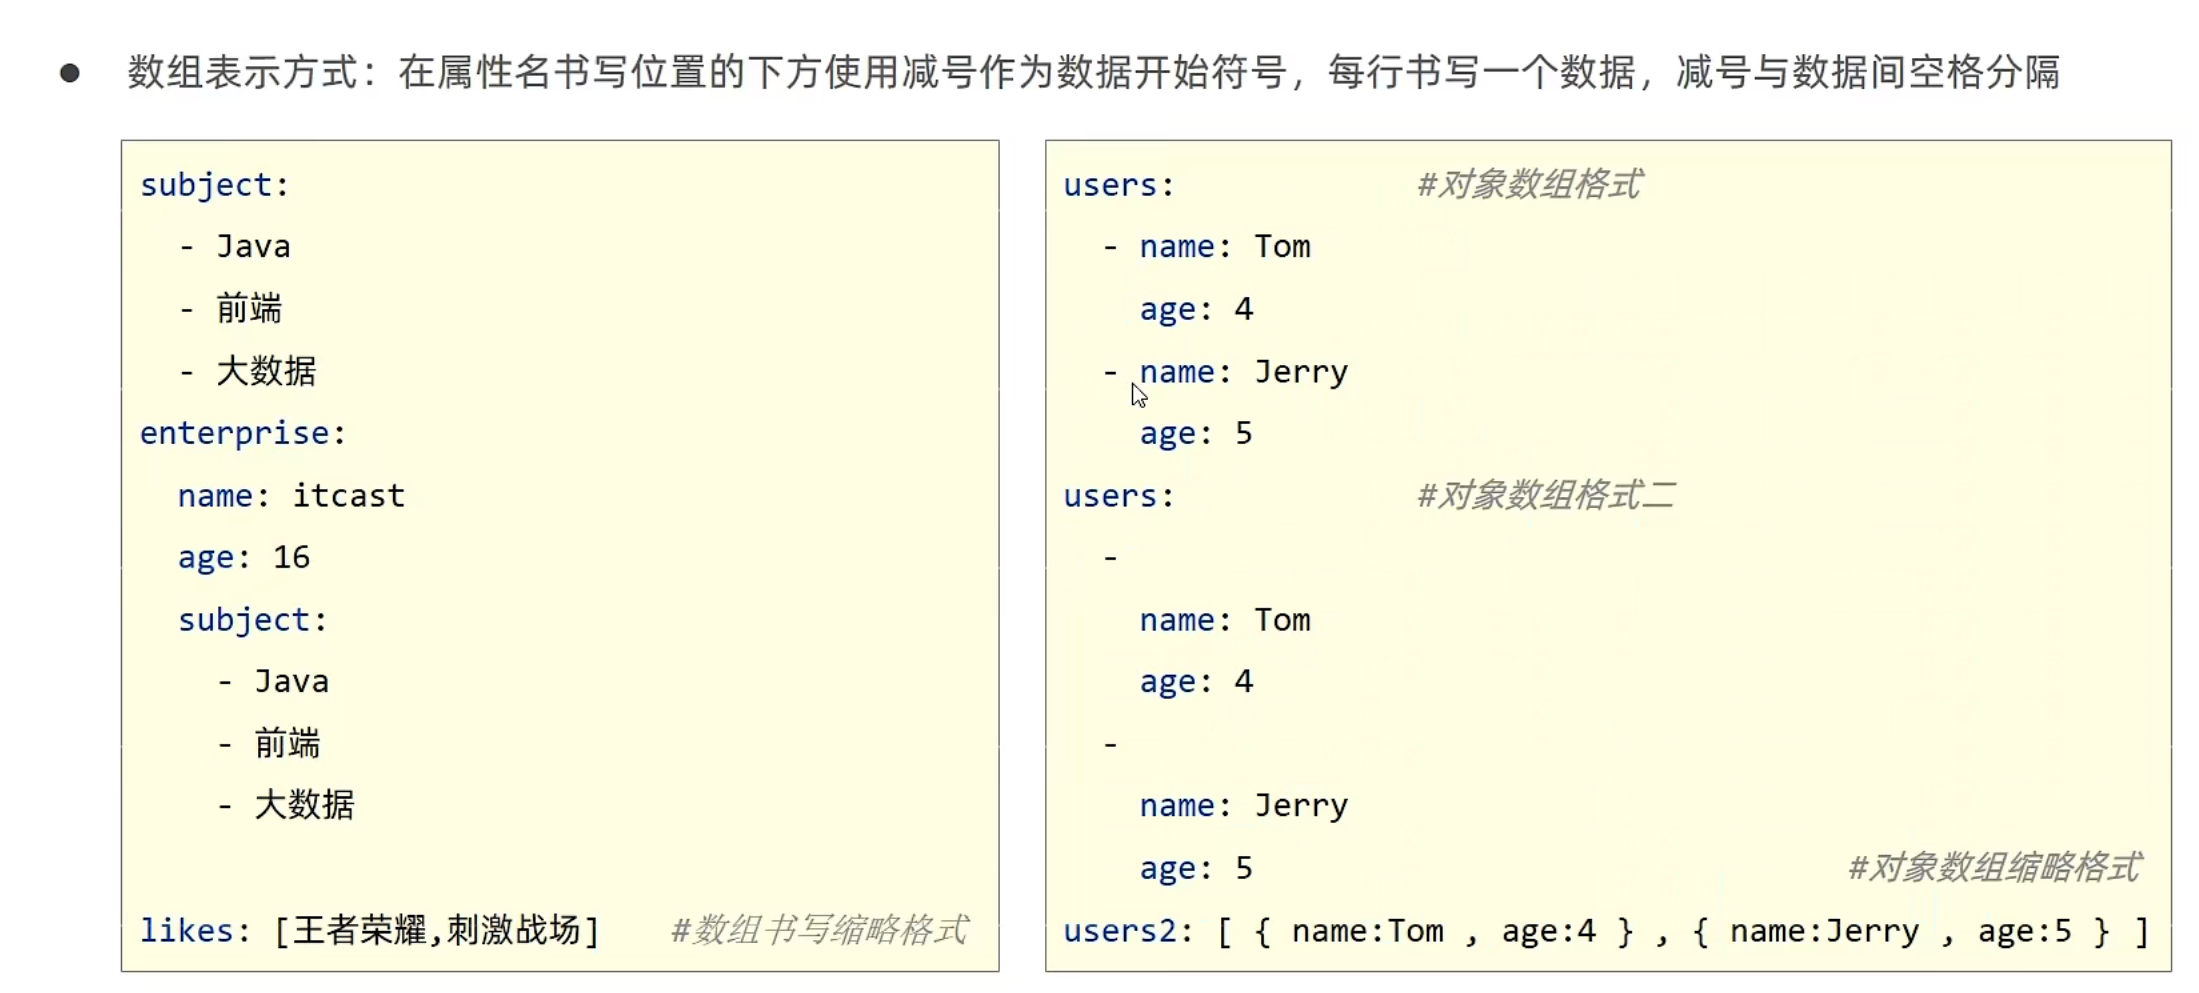 ● 数组表示方式：在属性名书写位置的下方使用减号作为数据开始符号，每行书写一个数据，减号与数据间空格分隔
subject:
  - Java
  - 前端
  - 大数据
enterprise:
  name: itcast
  age: 16
  subject:
    - Java
    - 前端
    - 大数据
likes: [王者荣耀,刺激战场]    #数组书写缩略格式
users:    #对象数组格式
  - name: Tom
    age: 4
  - name: Jerry
    age: 5
users:    #对象数组格式二
  -
    name: Tom
    age: 4
  -
    name: Jerry
    age: 5    #对象数组缩略格式
users2: [ { name:Tom , age:4 } , { name:Jerry , age:5 } ]